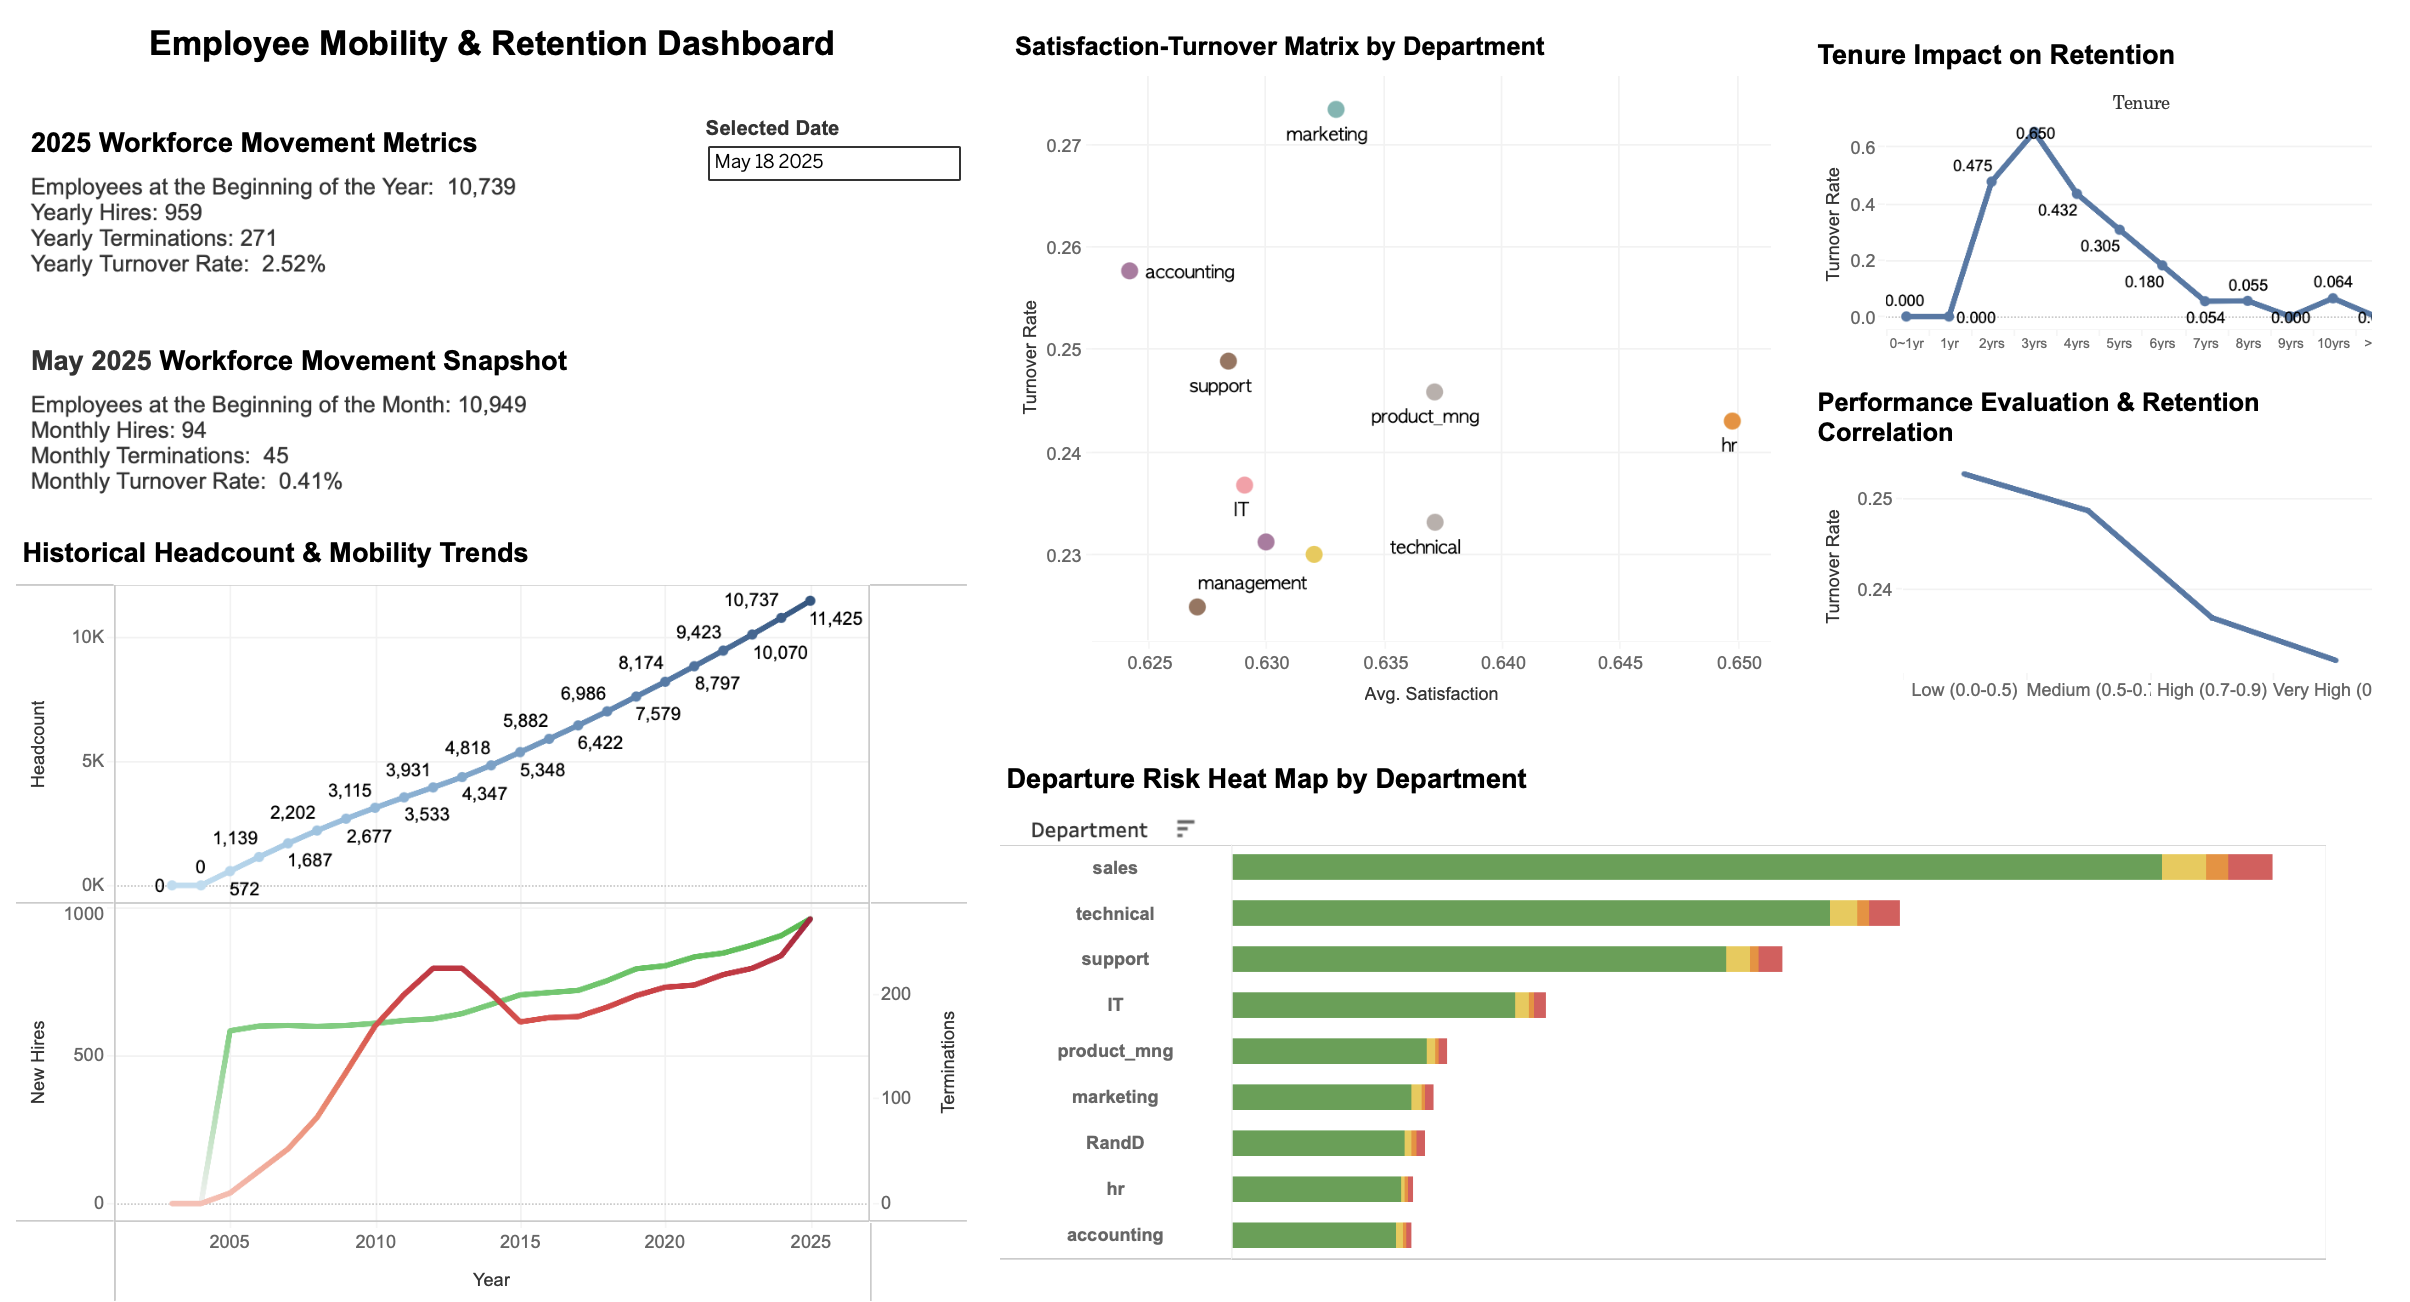 Employee Mobility & Retention Dashboard
2025 Workforce Movement Metrics
Employees at the Beginning of the Year: 10,739
Yearly Hires: 959
Yearly Terminations: 271
Yearly Turnover Rate: 2.52%
Selected Date
May 18 2025
May 2025 Workforce Movement Snapshot
Employees at the Beginning of the Month: 10,949
Monthly Hires: 94
Monthly Terminations: 45
Monthly Turnover Rate: 0.41%
Historical Headcount & Mobility Trends
Headcount
10K
5K
0K
0
0
572
1,139
1,687
2,202
2,677
3,115
3,533
3,931
4,347
4,818
5,348
5,882
6,422
6,986
7,579
8,174
8,797
9,423
10,070
10,737
11,425
New Hires
1000
500
0
Terminations
200
100
0
2005 2010 2015 2020 2025
Year
Satisfaction-Turnover Matrix by Department
Turnover Rate
0.27
0.26
0.25
0.24
0.23
marketing
accounting
support
product_mng
hr
IT
technical
management
0.625 0.630 0.635 0.640 0.645 0.650
Avg. Satisfaction
Tenure Impact on Retention
Tenure
Turnover Rate
0.6
0.4
0.2
0.0
0.000
0.000
0.475
0.650
0.432
0.305
0.180
0.054
0.055
0.000
0.064
0~1yr 1yr 2yrs 3yrs 4yrs 5yrs 6yrs 7yrs 8yrs 9yrs 10yrs >
Performance Evaluation & Retention
Correlation
Turnover Rate
0.25
0.24
Low (0.0-0.5) Medium (0.5-0. High (0.7-0.9) Very High (0
Departure Risk Heat Map by Department
Department
sales
technical
support
IT
product_mng
marketing
RandD
hr
accounting